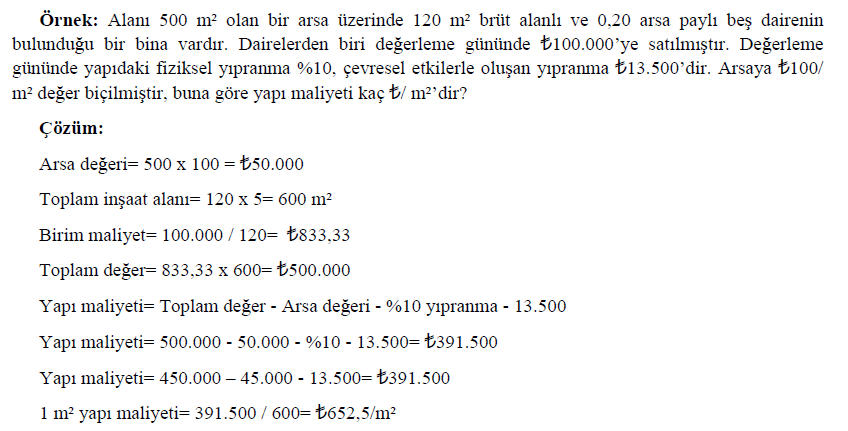 Örnek: Alanı 500 m² olan bir arsa üzerinde 120 m² brüt alanlı ve 0,20 arsa paylı beş dairenin
bulunduğu bir bina vardır. Dairelerden biri değerleme gününde ₺100.000’ye satılmıştır. Değerleme
gününde yapıdaki fiziksel yıpranma %10, çevresel etkilerle oluşan yıpranma ₺13.500’dir. Arsaya ₺100/
m² değer biçilmiştir, buna göre yapı maliyeti kaç ₺/ m²’dir?
Çözüm:
Arsa değeri= 500 x 100 = ₺50.000
Toplam inşaat alanı= 120 x 5= 600 m²
Birim maliyet= 100.000 / 120= ₺833,33
Toplam değer= 833,33 x 600= ₺500.000
Yapı maliyeti= Toplam değer - Arsa değeri - %10 yıpranma - 13.500
Yapı maliyeti= 500.000 - 50.000 - %10 - 13.500= ₺391.500
Yapı maliyeti= 450.000 – 45.000 - 13.500= ₺391.500
1 m² yapı maliyeti= 391.500 / 600= ₺652,5/m²